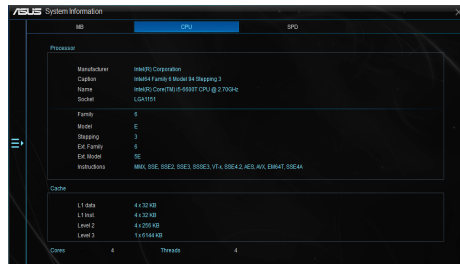 ASUS System Information
MB CPU SPD
Processor
Manufacturer Intel(R) Corporation
Caption Intel64 Family 6 Model 94 Stepping 3
Name Intel(R) Core(TM) i5-6600T CPU @ 2.70GHz
Socket LGA1151
Family 6
Model E
Stepping 3
Ext. Family 6
Ext. Model 5E
Instructions MMX, SSE, SSE2, SSE3, SSSE3, VT-x, SSE4.2, AES, AVX, EM64T, SSE4A
Cache
L1 data 4 x 32 KB
L1 Inst. 4 x 32 KB
Level 2 4 x 256 KB
Level 3 1 x 6144 KB
Cores 4 Threads 4